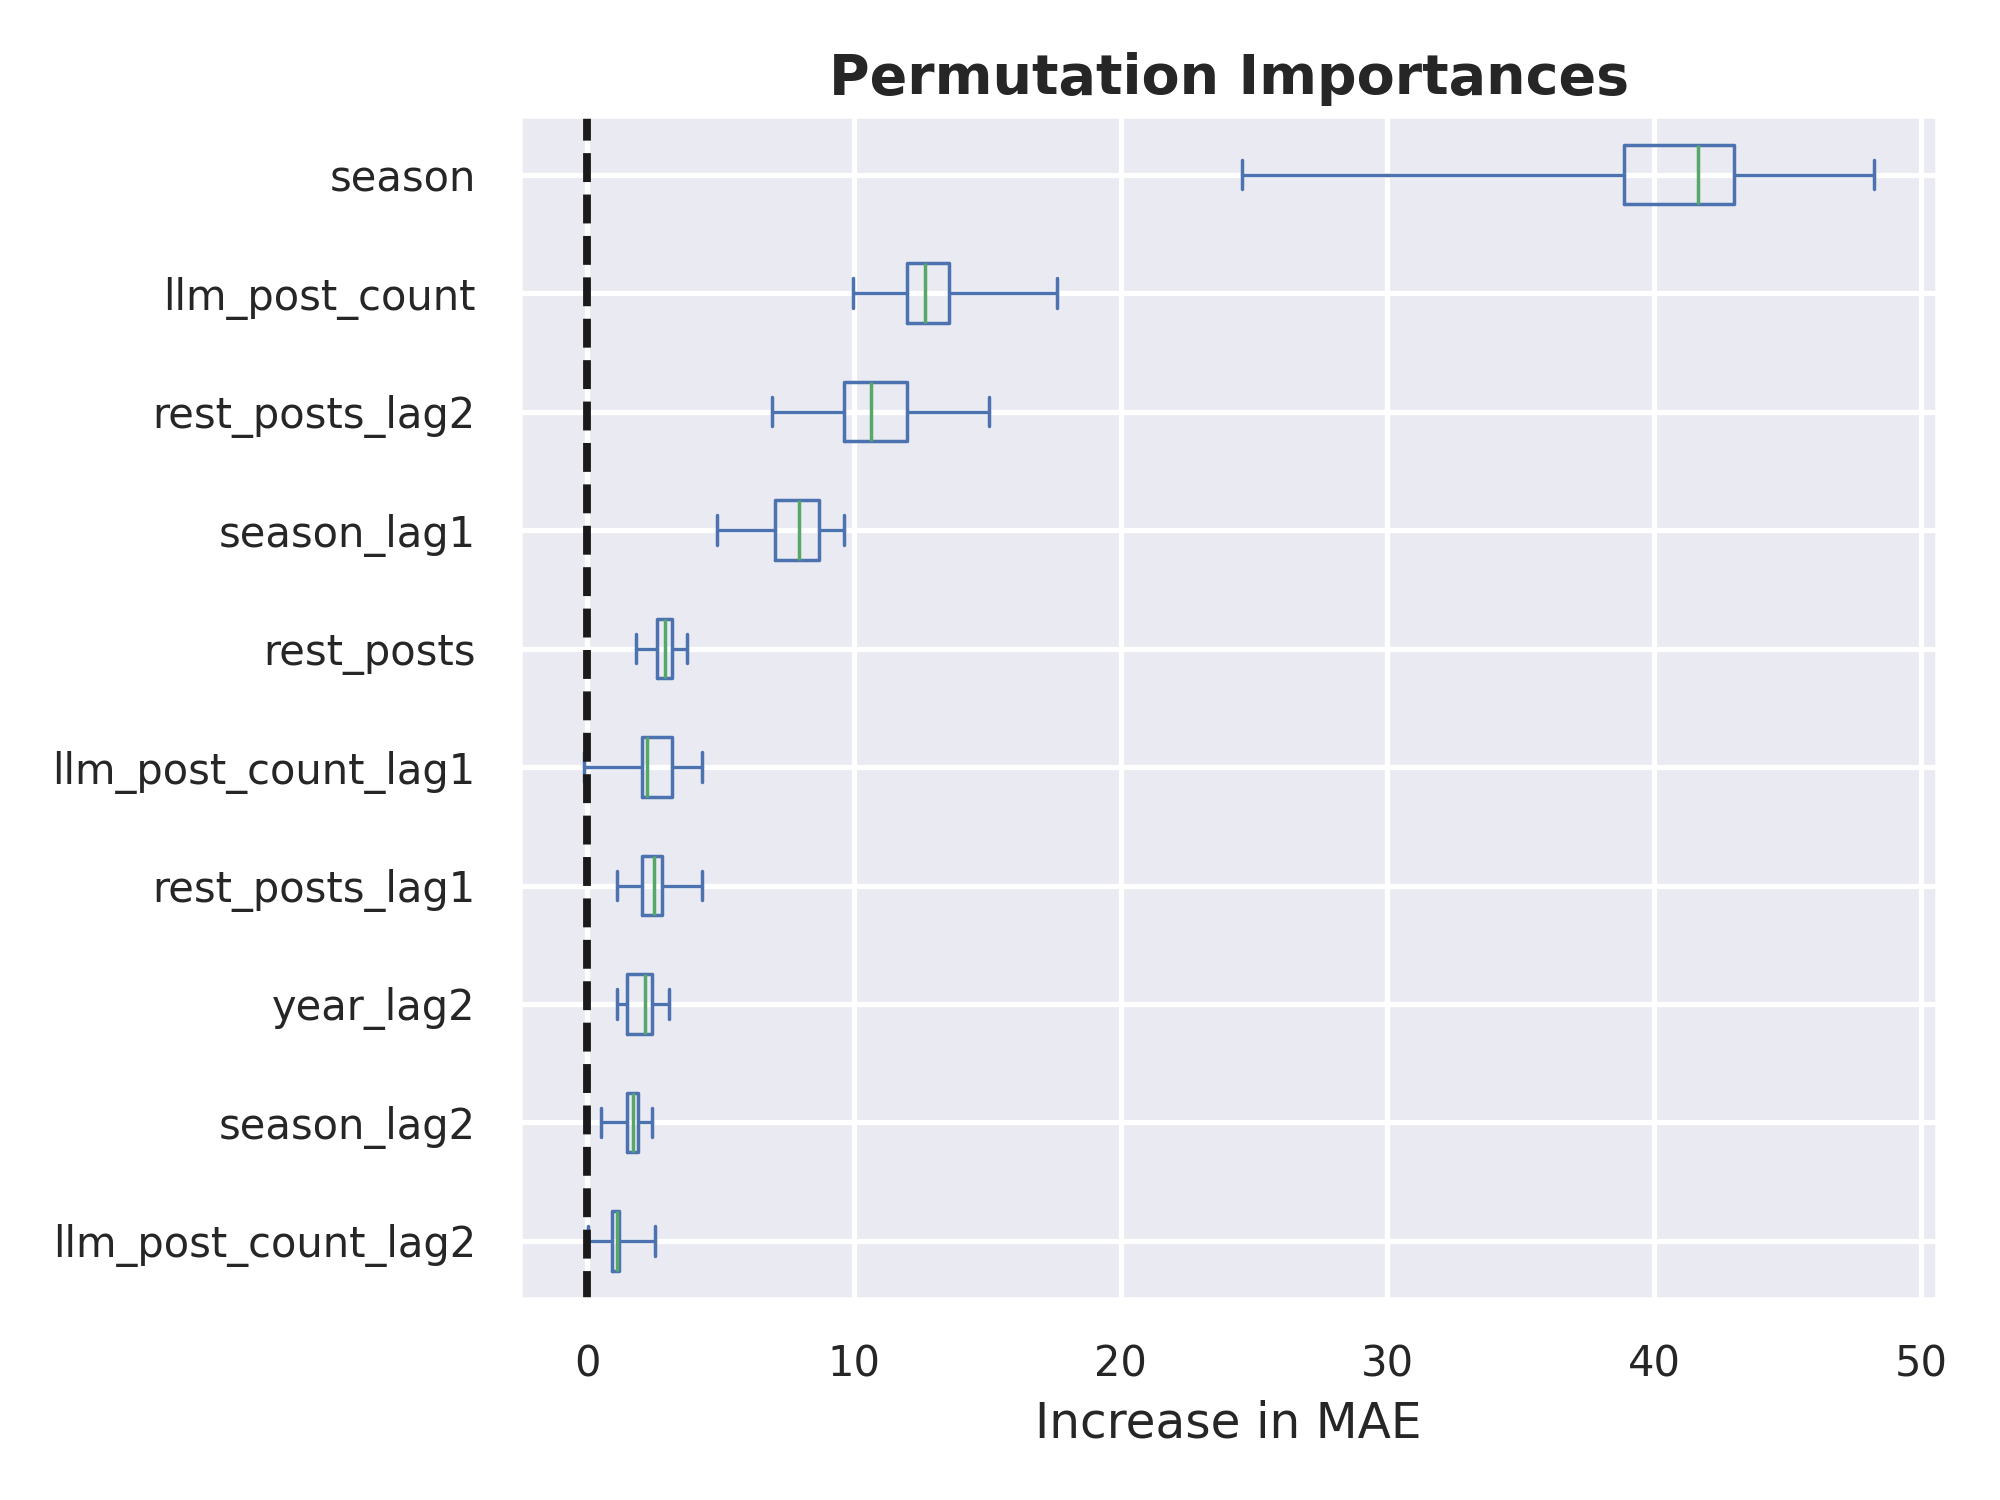 Permutation Importances
season
llm_post_count
rest_posts_lag2
season_lag1
rest_posts
llm_post_count_lag1
rest_posts_lag1
year_lag2
season_lag2
llm_post_count_lag2
0 10 20 30 40 50
Increase in MAE